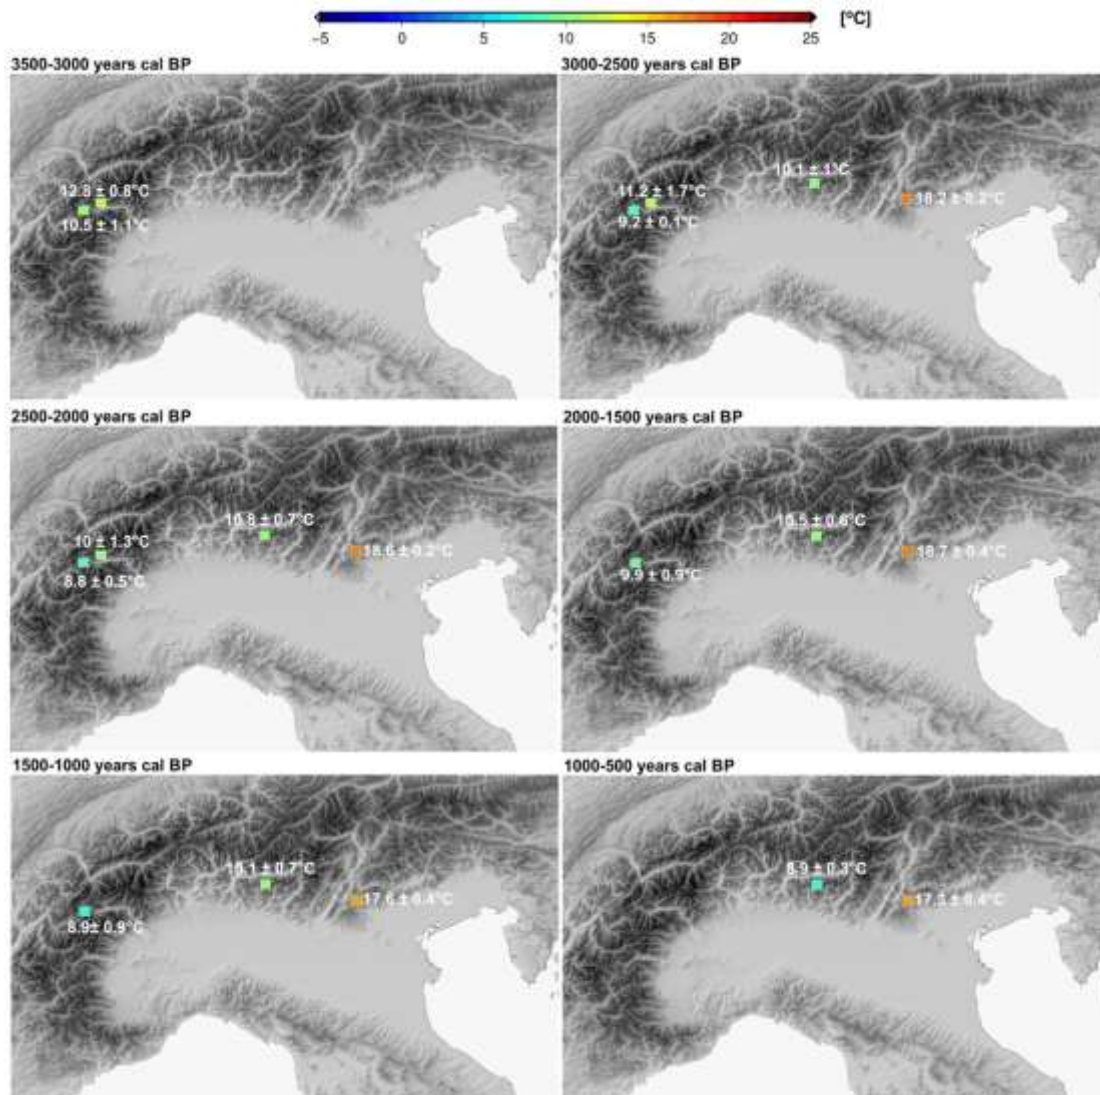 [°C]
−5 0 5 10 15 20 25
3500-3000 years cal BP
12.8 ± 0.8°C
10.5 ± 1.1°C
3000-2500 years cal BP
10.1 ± 1°C
11.2 ± 1.7°C
18.2 ± 0.2°C
9.2 ± 0.1°C
2500-2000 years cal BP
10.8 ± 0.7°C
10 ± 1.3°C
18.6 ± 0.2°C
8.8 ± 0.5°C
2000-1500 years cal BP
10.5 ± 0.6°C
18.7 ± 0.4°C
9.9 ± 0.9°C
1500-1000 years cal BP
10.1 ± 0.7°C
17.6 ± 0.4°C
8.9± 0.9°C
1000-500 years cal BP
8.9 ± 0.3°C
17.3 ± 0.4°C